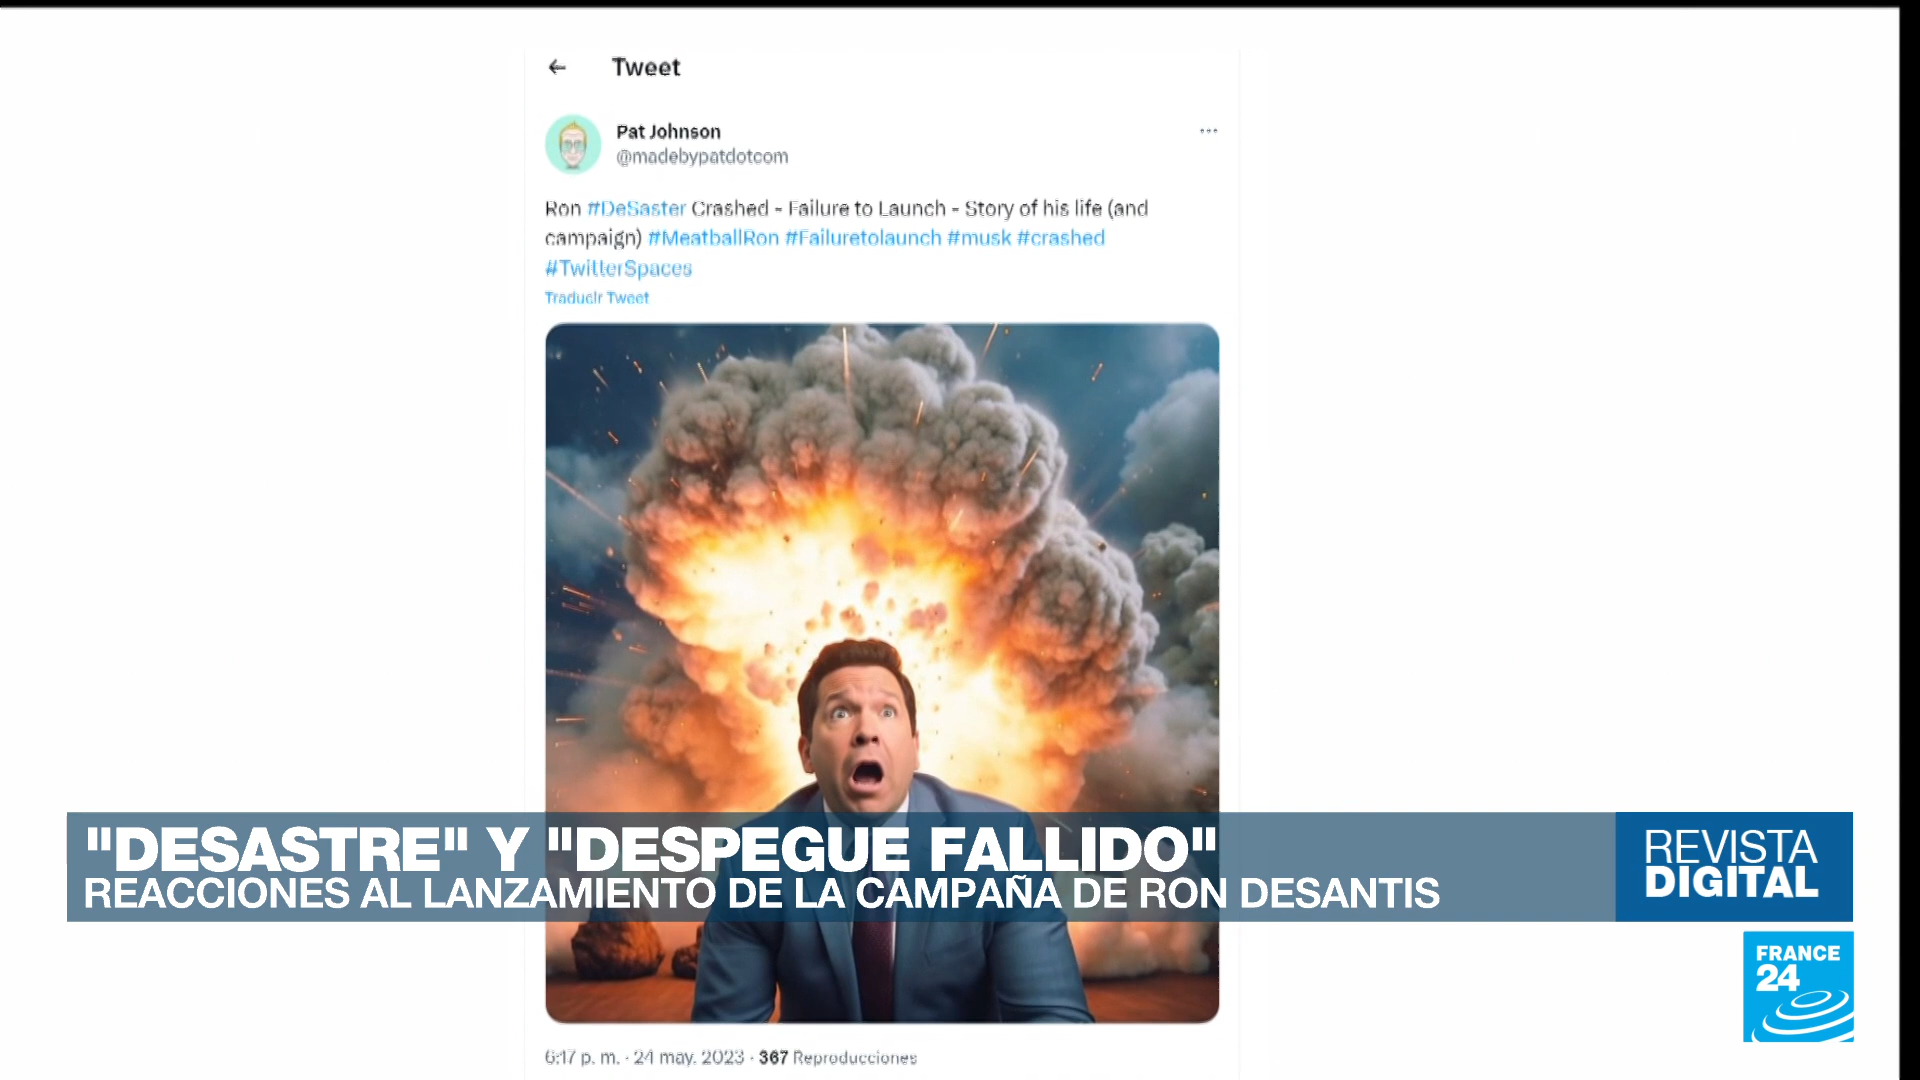 Tweet
Pat Johnson
@madebypatdotcom
Ron #DeSaster Crashed - Failure to Launch - Story of his life (and
campaign) #MeatballRon #Failuretolaunch #musk #crashed
#TwitterSpaces
Traducir Tweet
"DESASTRE" Y "DESPEGUE FALLIDO"
REACCIONES AL LANZAMIENTO DE LA CAMPAÑA DE RON DESANTIS
REVISTA
DIGITAL
FRANCE
24
6:17 p. m. · 24 may. 2023 · 367 Reproducciones